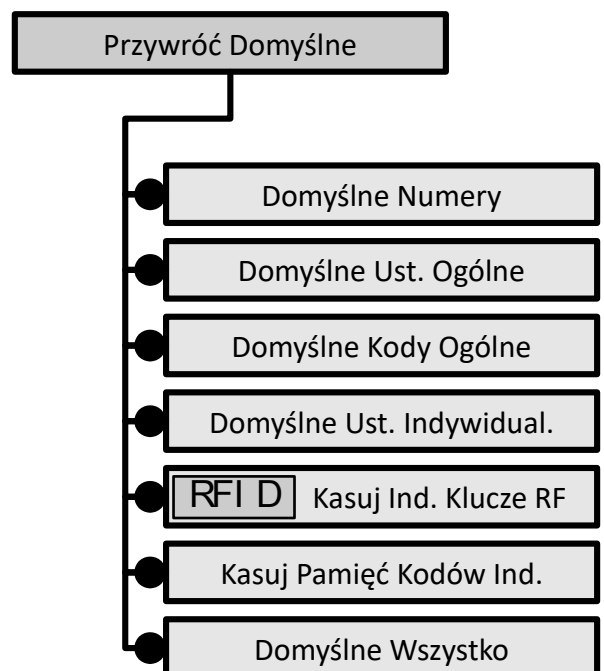 Przywróć Domyślne
Domyślne Numery
Domyślne Ust. Ogólne
Domyślne Kody Ogólne
Domyślne Ust. Indywidual.
RFI D Kasuj Ind. Klucze RF
Kasuj Pamięć Kodów Ind.
Domyślne Wszystko